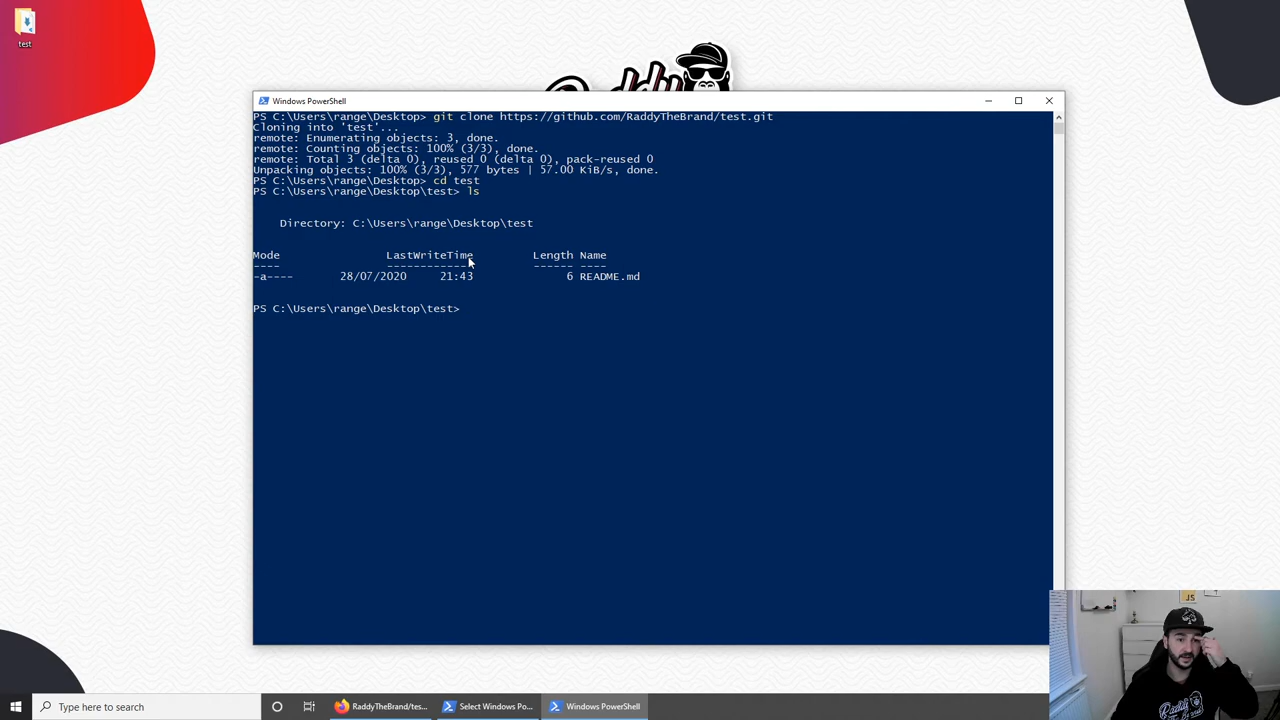 test
Raddy
Windows PowerShell
PS C:\Users\range\Desktop> git clone https://github.com/RaddyTheBrand/test.git
Cloning into 'test'...
remote: Enumerating objects: 3, done.
remote: Counting objects: 100% (3/3), done.
remote: Total 3 (delta 0), reused 0 (delta 0), pack-reused 0
Unpacking objects: 100% (3/3), 577 bytes | 57.00 KiB/s, done.
PS C:\Users\range\Desktop> cd test
PS C:\Users\range\Desktop\test> ls
Directory: C:\Users\range\Desktop\test
Mode LastWriteTime Length Name
---- ------------- ------ ----
-a---- 28/07/2020 21:43 6 README.md
PS C:\Users\range\Desktop\test>
JS
Raddy
Type here to search
RaddyTheBrand/tes...
Select Windows Po...
Windows PowerShell